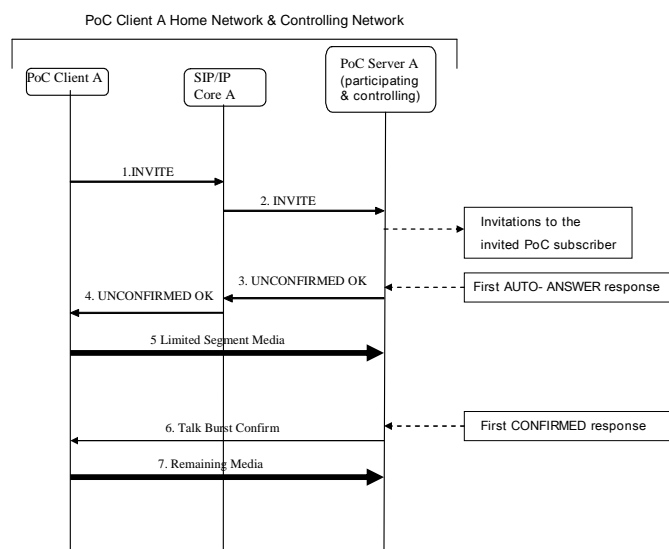 PoC Client A Home Network & Controlling Network
PoC Client A
SIP/IP
Core A
PoC Server A
(participating
& controlling)
1.INVITE
2. INVITE
Invitations to the
invited PoC subscriber
3. UNCONFIRMED OK
First AUTO- ANSWER response
4. UNCONFIRMED OK
5 Limited Segment Media
First CONFIRMED response
6. Talk Burst Confirm
7. Remaining Media